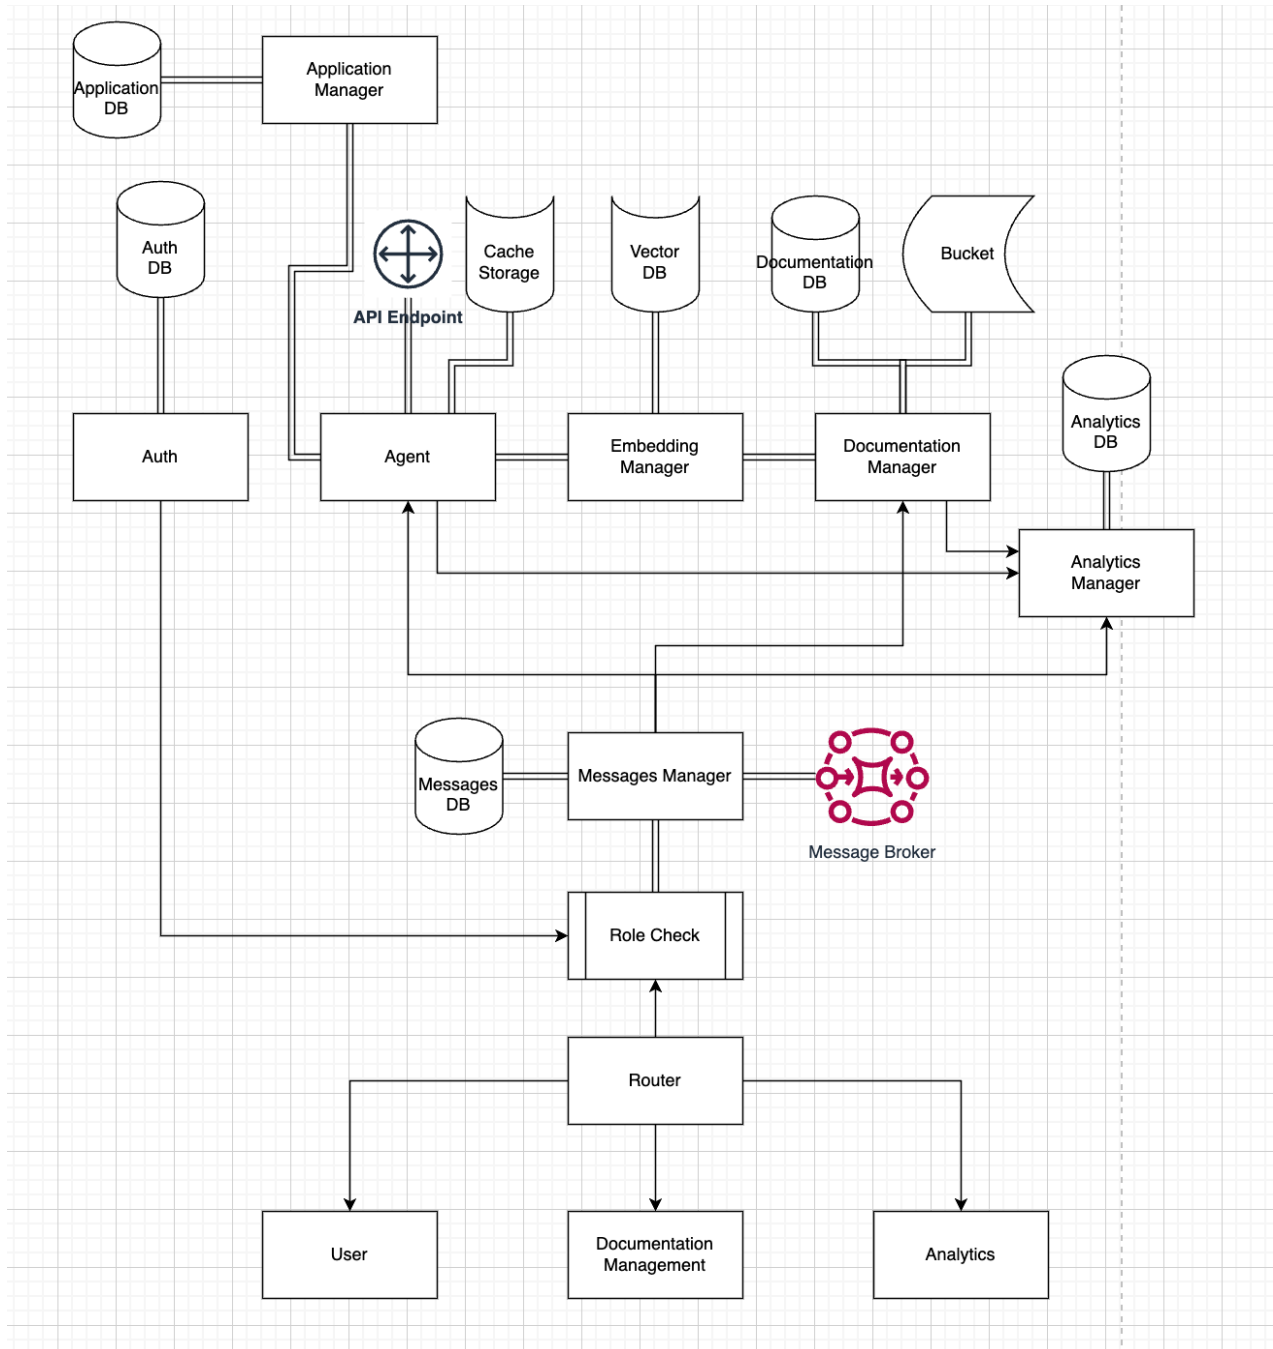 Application
DB
Application
Manager
Auth
DB
API Endpoint
Cache
Storage
Vector
DB
Documentation
DB
Bucket
Auth
Agent
Embedding
Manager
Documentation
Manager
Analytics
DB
Analytics
Manager
Messages
DB
Messages Manager
Message Broker
Role Check
Router
User
Documentation
Management
Analytics